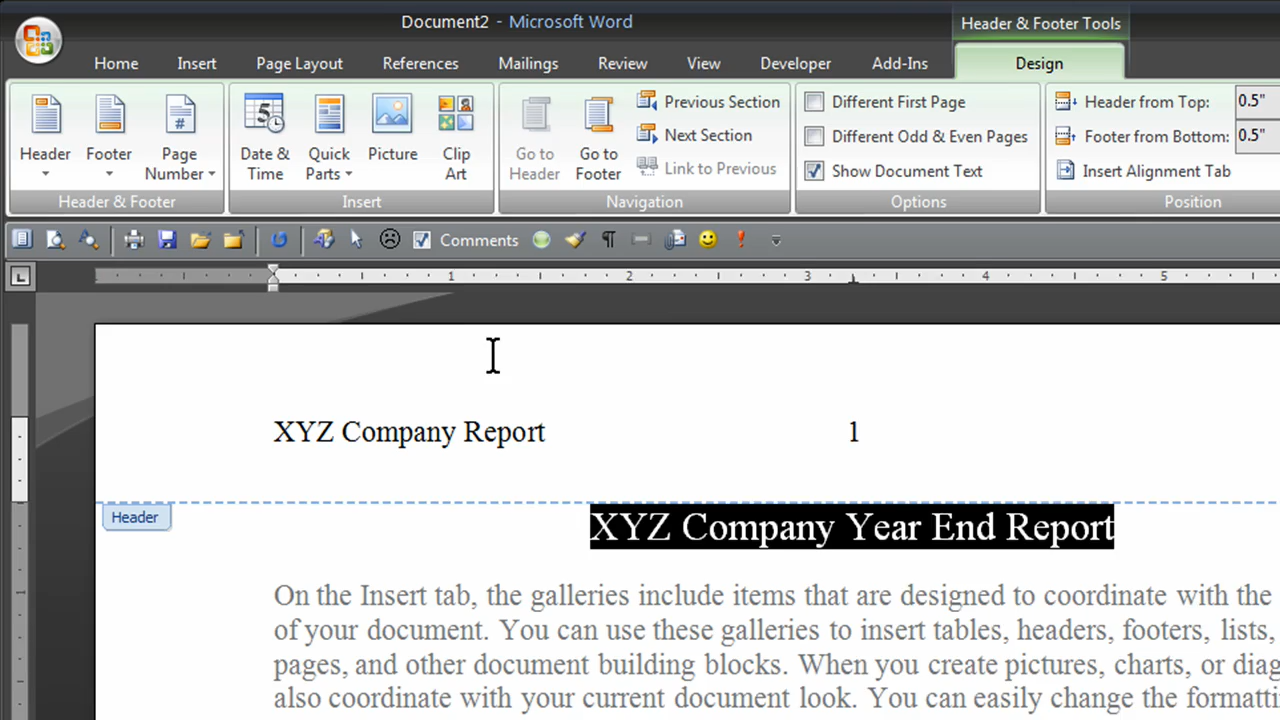 Document2 - Microsoft Word
Header & Footer Tools
Home Insert Page Layout References Mailings Review View Developer Add-Ins Design
Header Footer Page Number
Header & Footer
Date & Time Quick Parts Picture Clip Art
Insert
Go to Header Go to Footer Previous Section
Next Section
Link to Previous
Navigation
Different First Page
Different Odd & Even Pages
Show Document Text
Options
Header from Top: 0.5"
Footer from Bottom: 0.5"
Insert Alignment Tab
Position
Comments
1 2 3 4 5
XYZ Company Report 1
Header
XYZ Company Year End Report
On the Insert tab, the galleries include items that are designed to coordinate with the
of your document. You can use these galleries to insert tables, headers, footers, lists,
pages, and other document building blocks. When you create pictures, charts, or diag
also coordinate with your current document look. You can easily change the formatti